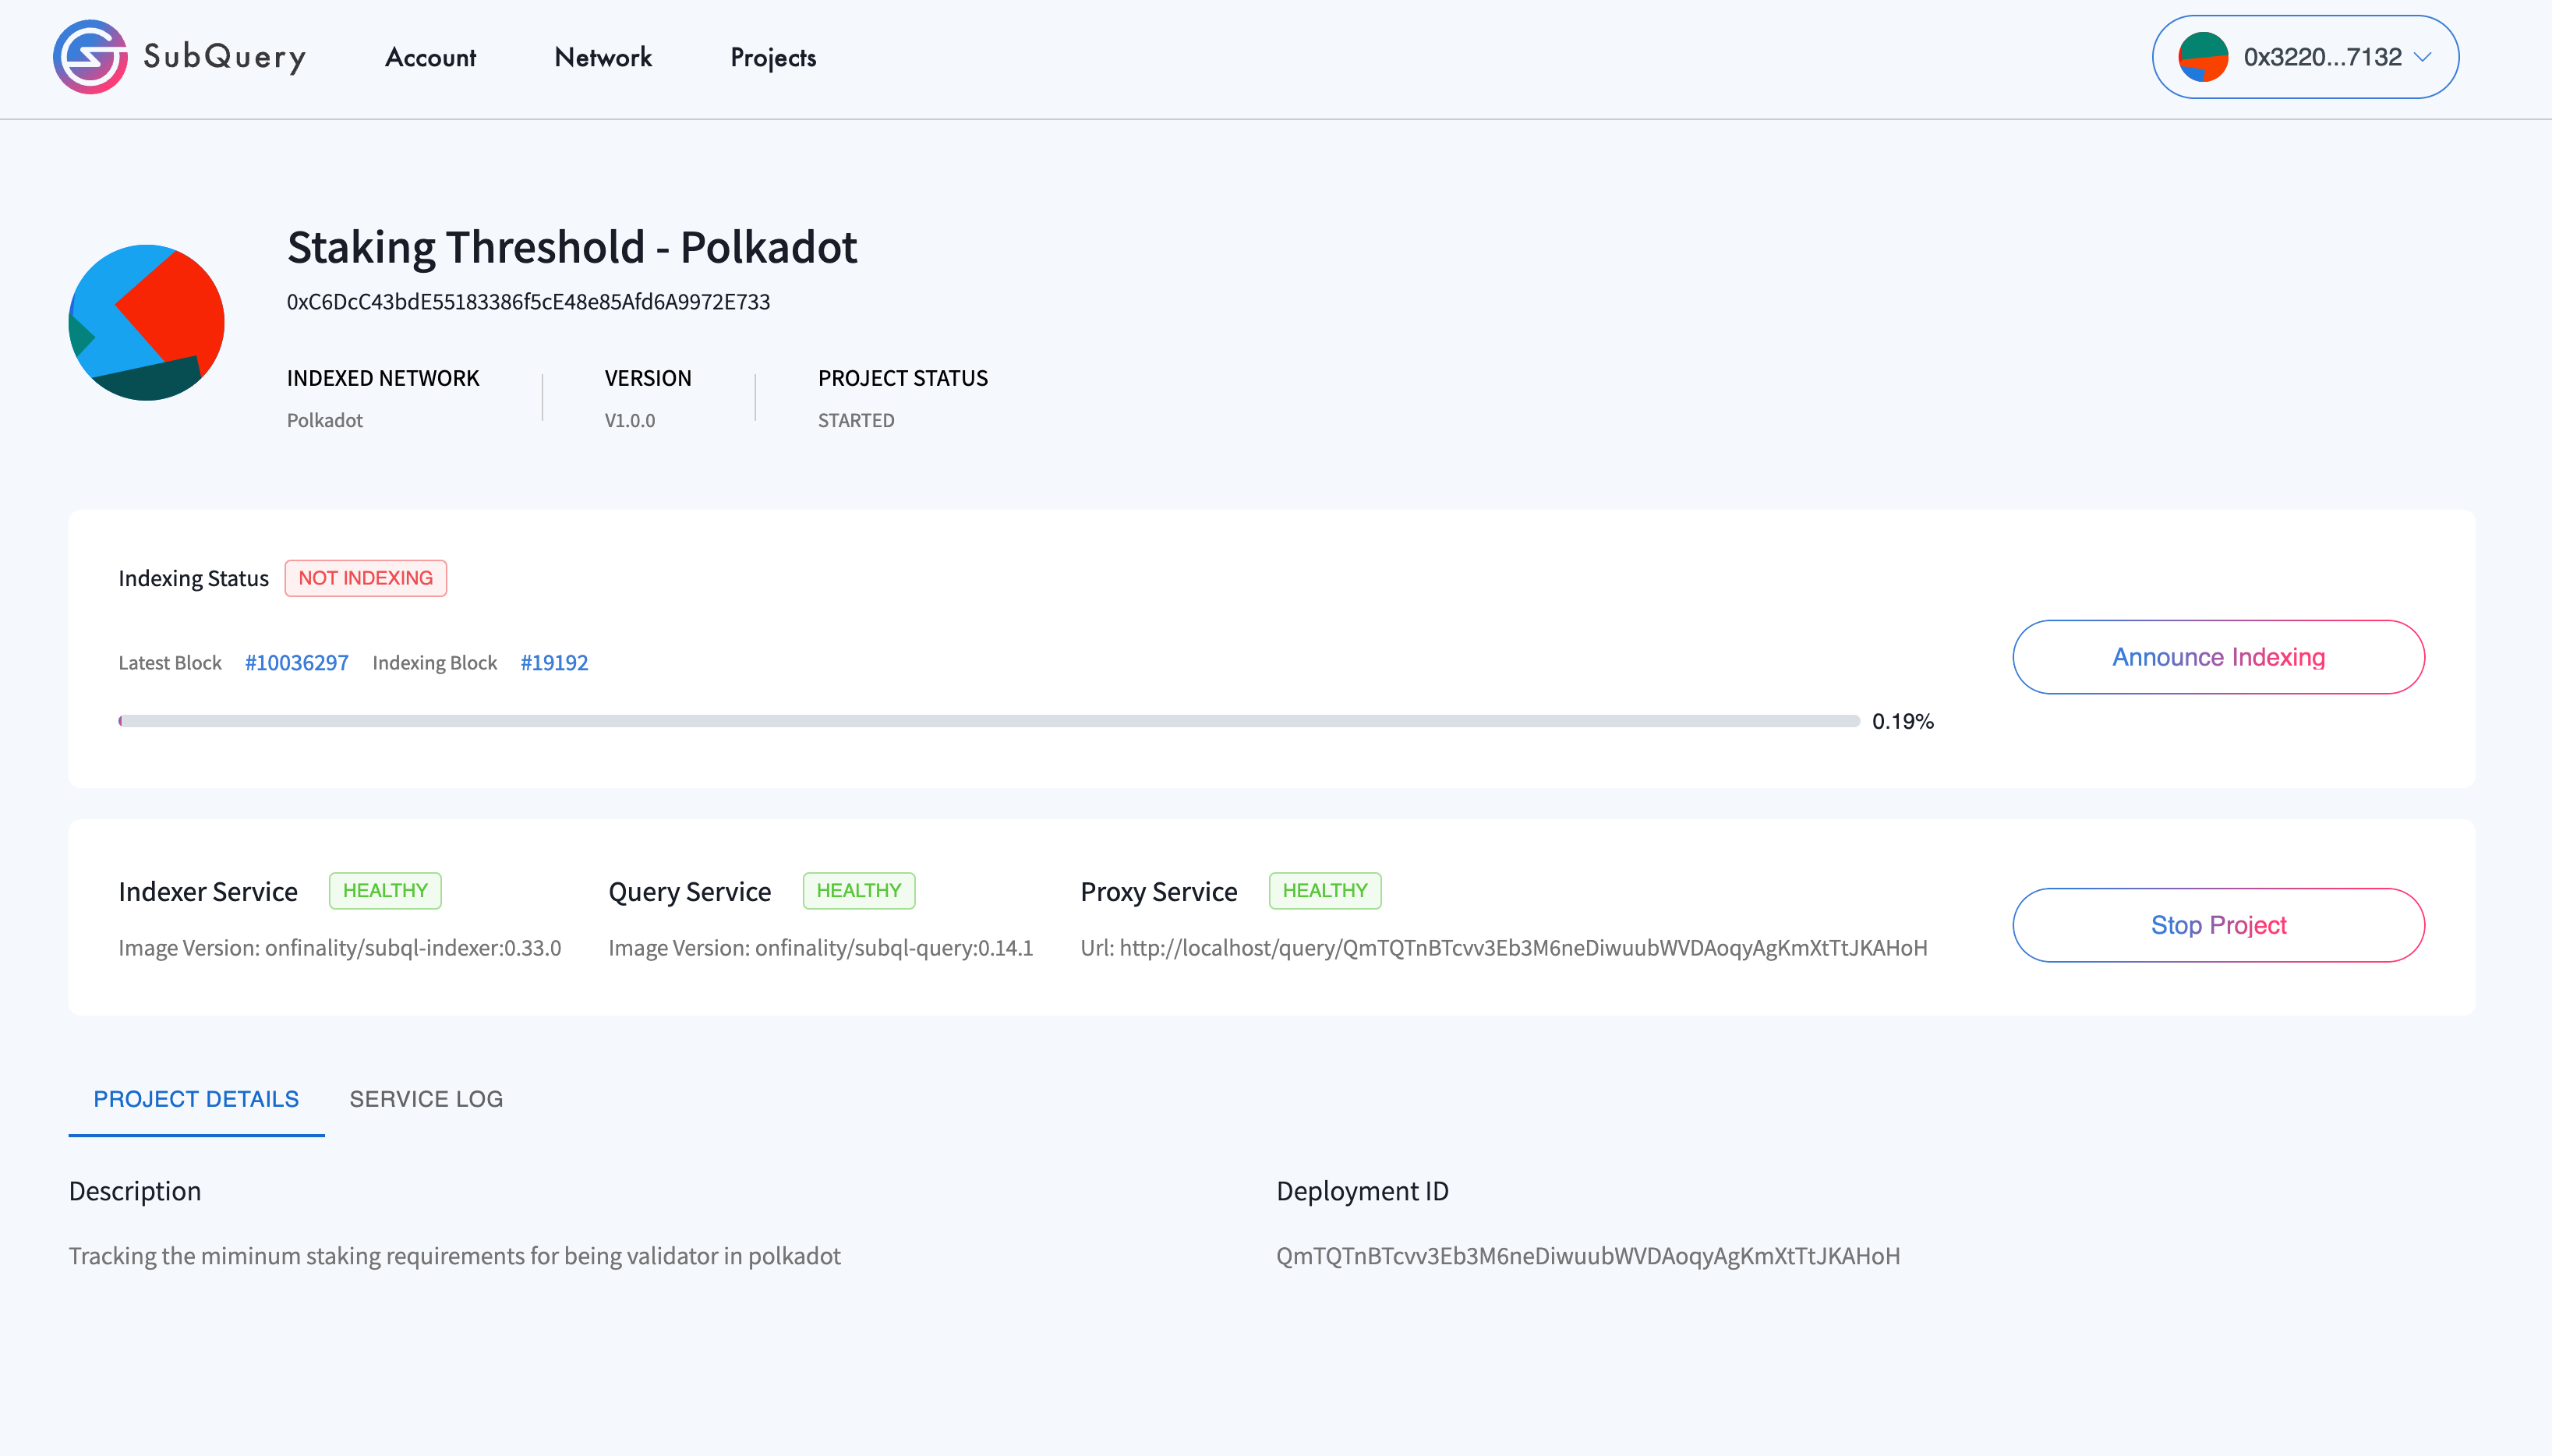 SubQuery Account Network Projects 0x3220...7132
Staking Threshold - Polkadot
0xC6DcC43bdE55183386f5cE48e85Afd6A9972E733
INDEXED NETWORK VERSION PROJECT STATUS
Polkadot V1.0.0 STARTED
Indexing Status NOT INDEXING
Announce Indexing
Latest Block #10036297 Indexing Block #19192
0.19%
Indexer Service HEALTHY Query Service HEALTHY Proxy Service HEALTHY
Stop Project
Image Version: onfinality/subql-indexer:0.33.0 Image Version: onfinality/subql-query:0.14.1 Url: http://localhost/query/QmTQTnBTcvv3Eb3M6neDiwuubWVDAoqyAgKmXtTtJKAHoH
PROJECT DETAILS SERVICE LOG
Description Deployment ID
Tracking the miminum staking requirements for being validator in polkadot QmTQTnBTcvv3Eb3M6neDiwuubWVDAoqyAgKmXtTtJKAHoH